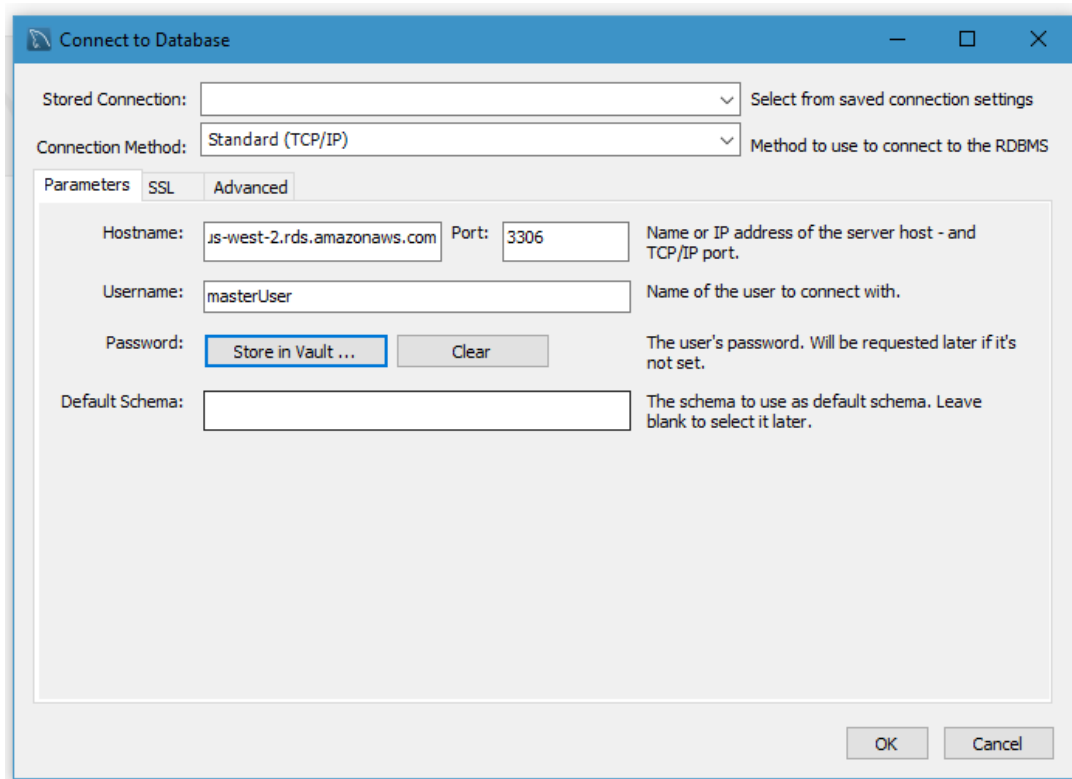 Connect to Database
Stored Connection:
Select from saved connection settings
Connection Method: Standard (TCP/IP)
Method to use to connect to the RDBMS
Parameters SSL Advanced
Hostname: us-west-2.rds.amazonaws.com Port: 3306
Name or IP address of the server host - and
TCP/IP port.
Username: masterUser
Name of the user to connect with.
Password: Store in Vault ... Clear
The user's password. Will be requested later if it's
not set.
Default Schema:
The schema to use as default schema. Leave
blank to select it later.
OK Cancel